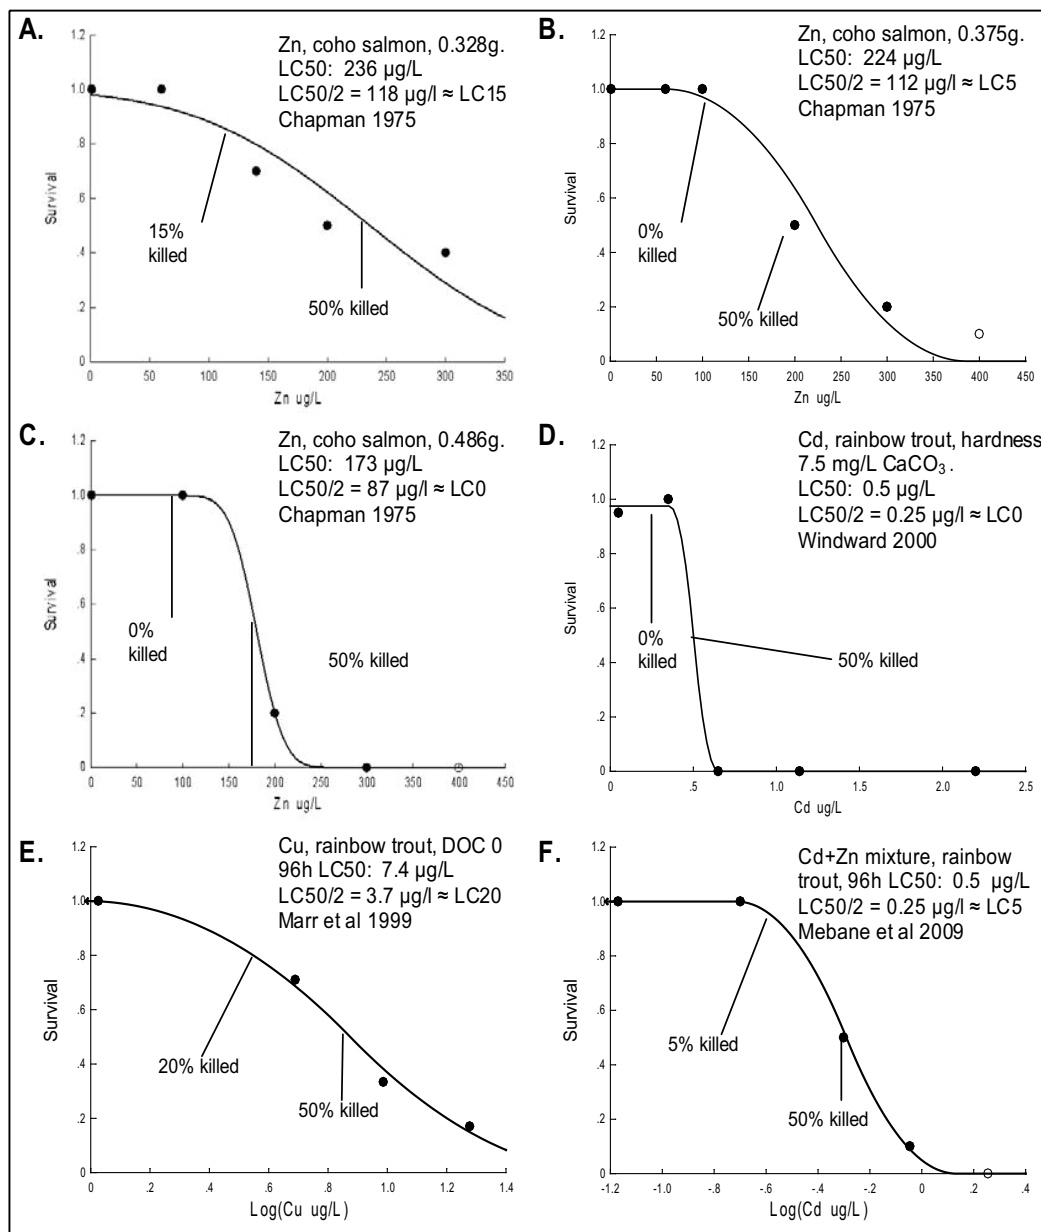 A.
Zn, coho salmon, 0.328g.
LC50: 236 µg/L
LC50/2 = 118 µg/l ≈ LC15
Chapman 1975
1.2
1.0
.8
.6
.4
.2
0
Survival
15%
killed
50% killed
0 50 100 150 200 250 300 350
Zn ug/L
B.
Zn, coho salmon, 0.375g.
LC50: 224 µg/L
LC50/2 = 112 µg/l ≈ LC5
Chapman 1975
1.2
1.0
.8
.6
.4
.2
0
Survival
0%
killed
50% killed
0 50 100 150 200 250 300 350 400 450
Zn ug/L
C.
Zn, coho salmon, 0.486g.
LC50: 173 µg/L
LC50/2 = 87 µg/l ≈ LC0
Chapman 1975
1.2
1.0
.8
.6
.4
.2
0
Survival
0%
killed
50% killed
0 50 100 150 200 250 300 350 400 450
Zn ug/L
D.
Cd, rainbow trout, hardness
7.5 mg/L CaCO3.
LC50: 0.5 µg/L
LC50/2 = 0.25 µg/l ≈ LC0
Windward 2000
1.2
1.0
.8
.6
.4
.2
0
Survival
0%
killed
50% killed
0 .5 1.0 1.5 2.0 2.5
Cd ug/L
E.
Cu, rainbow trout, DOC 0
96h LC50: 7.4 µg/L
LC50/2 = 3.7 µg/l ≈ LC20
Marr et al 1999
1.2
1.0
.8
.6
.4
.2
0
Survival
20% killed
50% killed
0 .2 .4 .6 .8 1.0 1.2 1.4
Log(Cu ug/L)
F.
Cd+Zn mixture, rainbow
trout, 96h LC50: 0.5 µg/L
LC50/2 = 0.25 µg/l ≈ LC5
Mebane et al 2009
1.2
1.0
.8
.6
.4
.2
0
Survival
5% killed
50% killed
-1.2 -1.0 -.8 -.6 -.4 -.2 0 .2 .4
Log(Cd ug/L)